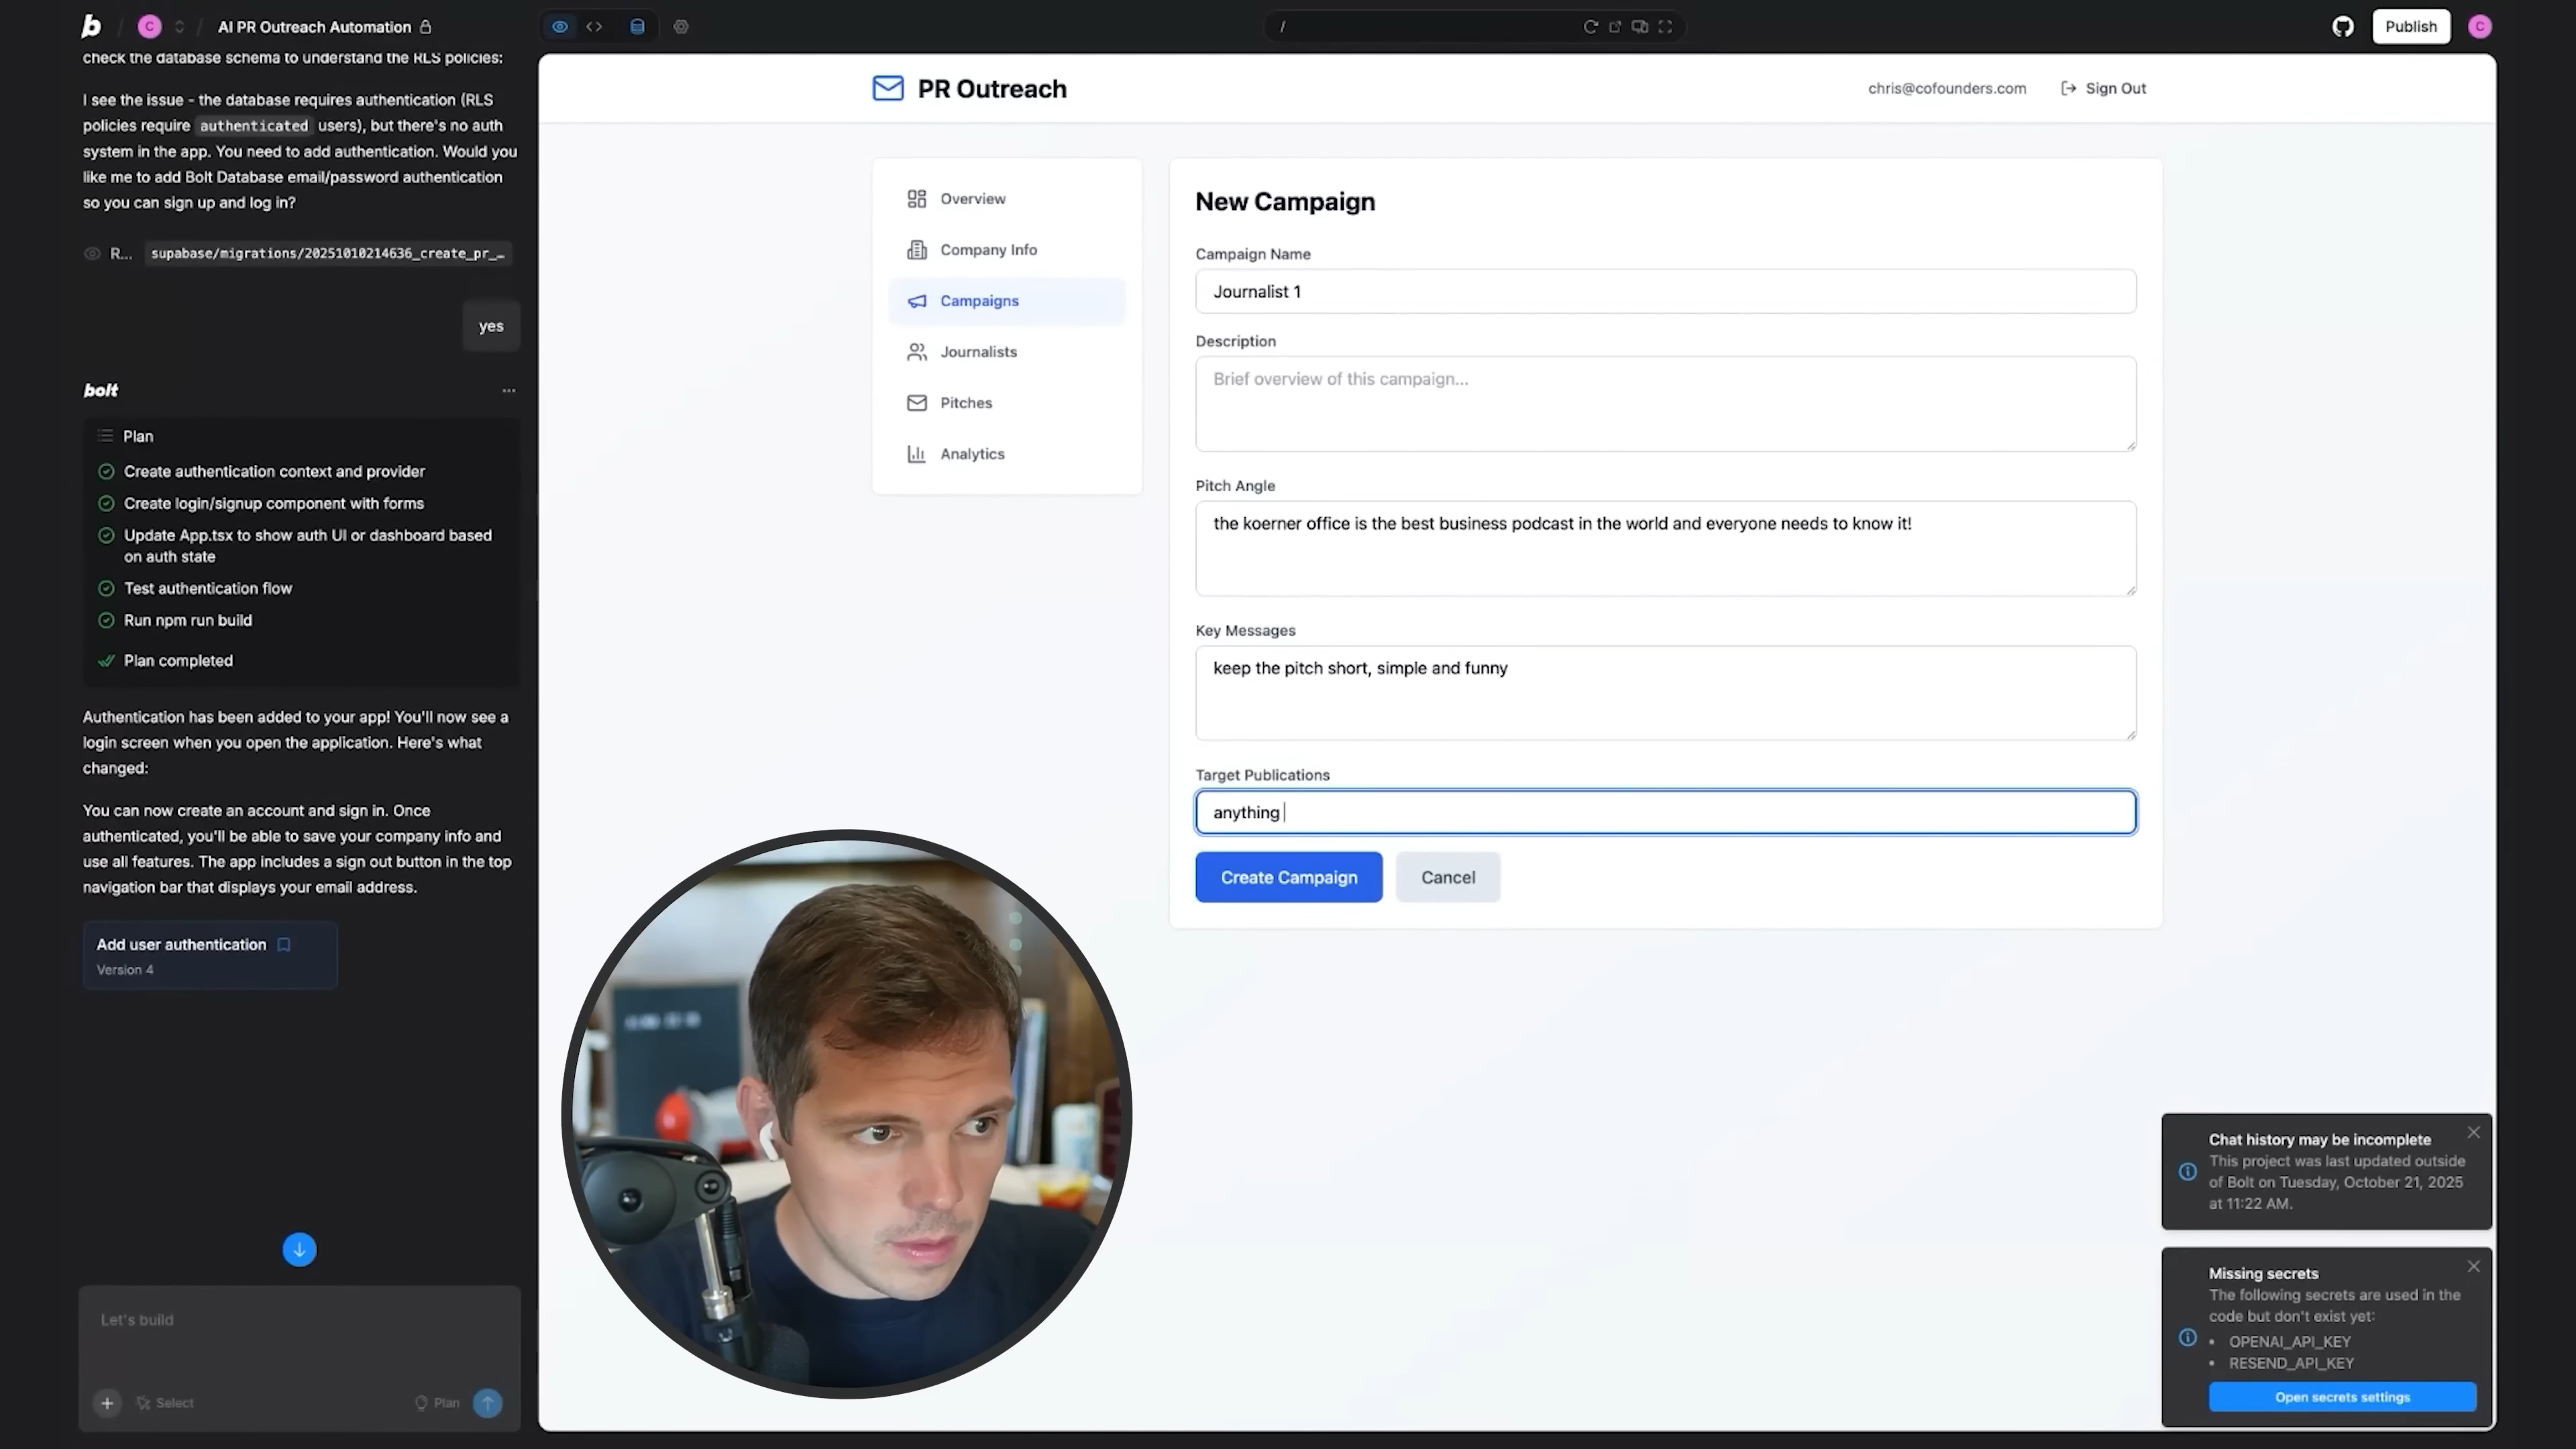 b / C / AI PR Outreach Automation
/
Publish
C
check the database schema to understand the RLS policies:
I see the issue - the database requires authentication (RLS
policies require authenticated users), but there's no auth
system in the app. You need to add authentication. Would you
like me to add Bolt Database email/password authentication
so you can sign up and log in?
R... supabase/migrations/20251010214636_create_pr_...
yes
bolt
Plan
Create authentication context and provider
Create login/signup component with forms
Update App.tsx to show auth UI or dashboard based
on auth state
Test authentication flow
Run npm run build
Plan completed
Authentication has been added to your app! You'll now see a
login screen when you open the application. Here's what
changed:
You can now create an account and sign in. Once
authenticated, you'll be able to save your company info and
use all features. The app includes a sign out button in the top
navigation bar that displays your email address.
Add user authentication
Version 4
Let's build
Select
Plan
PR Outreach
chris@cofounders.com
Sign Out
Overview
Company Info
Campaigns
Journalists
Pitches
Analytics
New Campaign
Campaign Name
Journalist 1
Description
Brief overview of this campaign...
Pitch Angle
the koerner office is the best business podcast in the world and everyone needs to know it!
Key Messages
keep the pitch short, simple and funny
Target Publications
anything
Create Campaign
Cancel
Chat history may be incomplete
This project was last updated outside
of Bolt on Tuesday, October 21, 2025
at 11:22 AM.
Missing secrets
The following secrets are used in the
code but don't exist yet:
• OPENAI_API_KEY
• RESEND_API_KEY
Open secrets settings